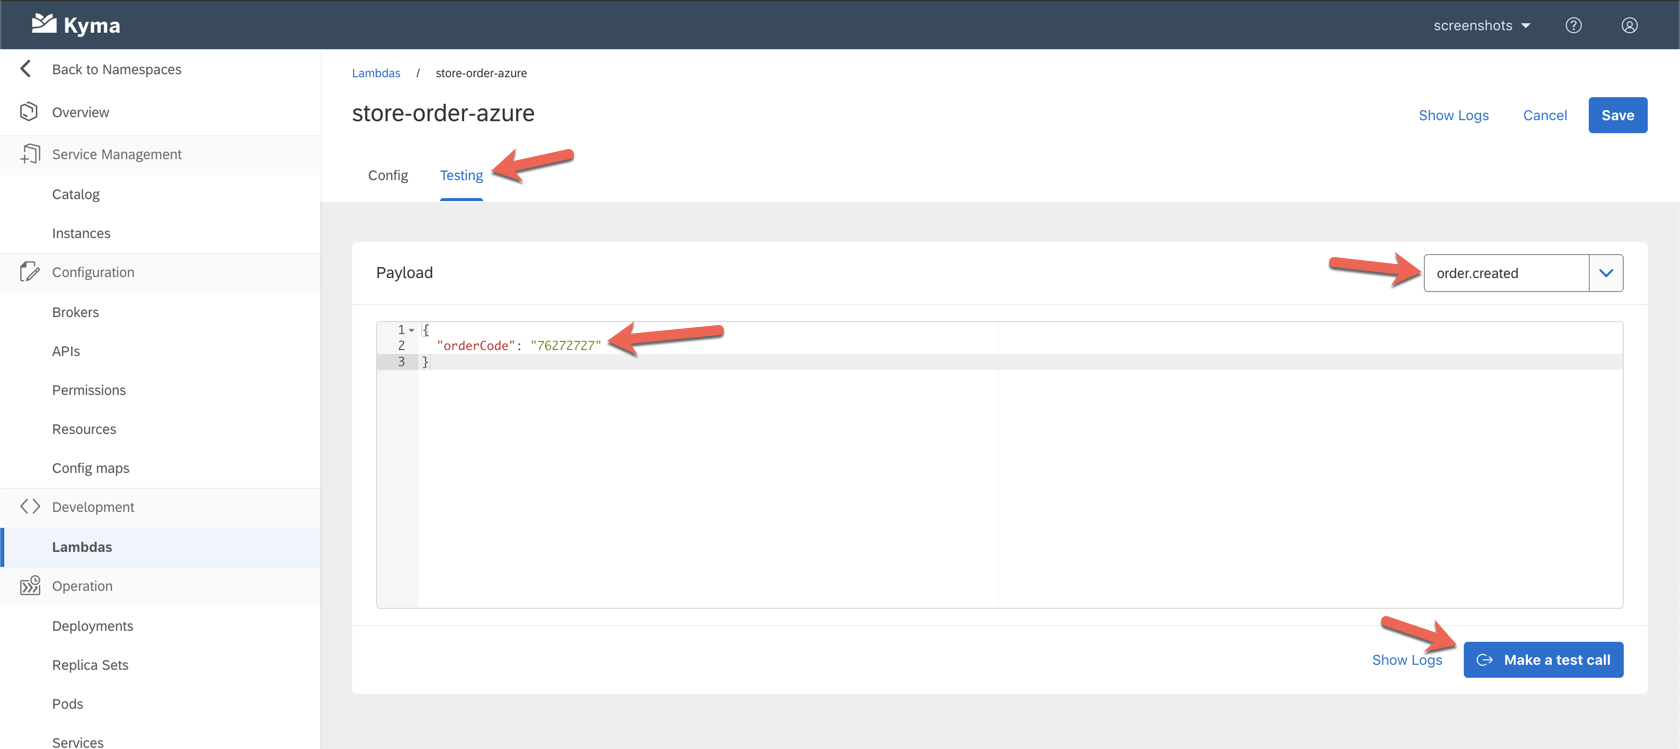 Kyma
screenshots
Back to Namespaces
Overview
Service Management
Catalog
Instances
Configuration
Brokers
APIs
Permissions
Resources
Config maps
Development
Lambdas
Operation
Deployments
Replica Sets
Pods
Services
Lambdas / store-order-azure
store-order-azure
Show Logs Cancel Save
Config Testing
Payload
order.created
1 {
2 "orderCode": "76272727"
3 }
Show Logs Make a test call